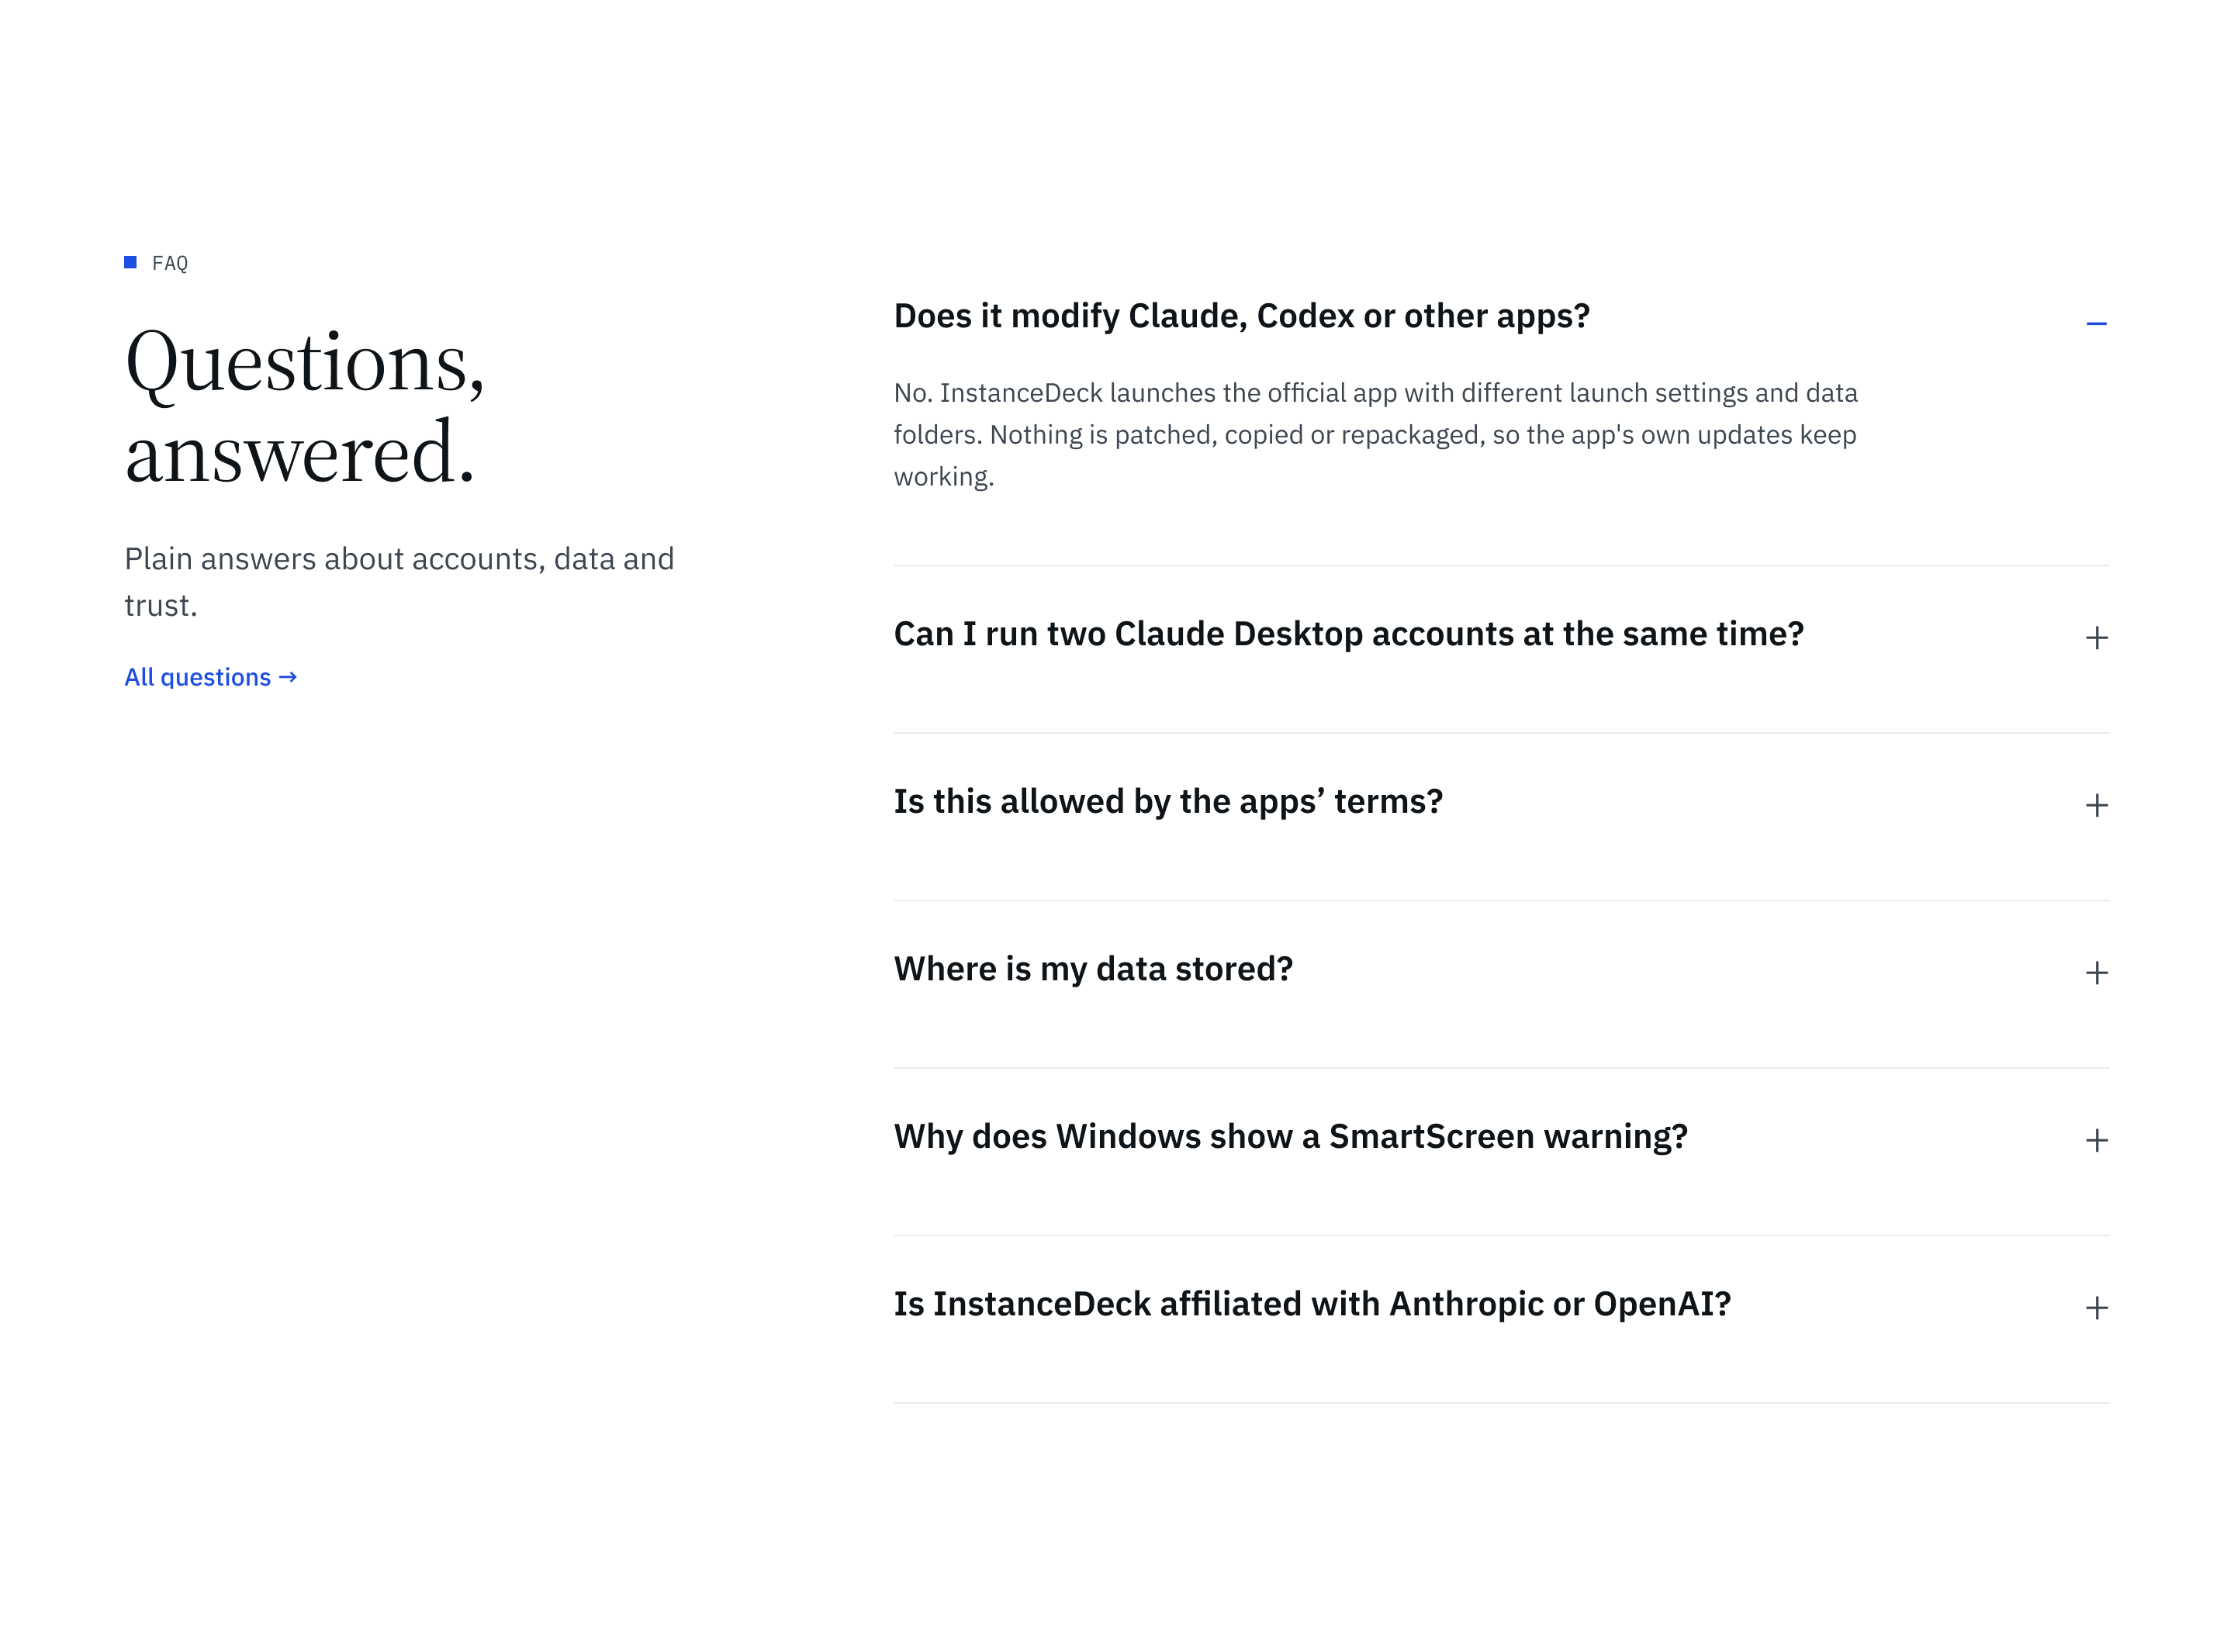 FAQ
Questions,
answered.
Plain answers about accounts, data and
trust.
All questions →
Does it modify Claude, Codex or other apps?
No. InstanceDeck launches the official app with different launch settings and data
folders. Nothing is patched, copied or repackaged, so the app's own updates keep
working.
Can I run two Claude Desktop accounts at the same time?
Is this allowed by the apps’ terms?
Where is my data stored?
Why does Windows show a SmartScreen warning?
Is InstanceDeck affiliated with Anthropic or OpenAI?